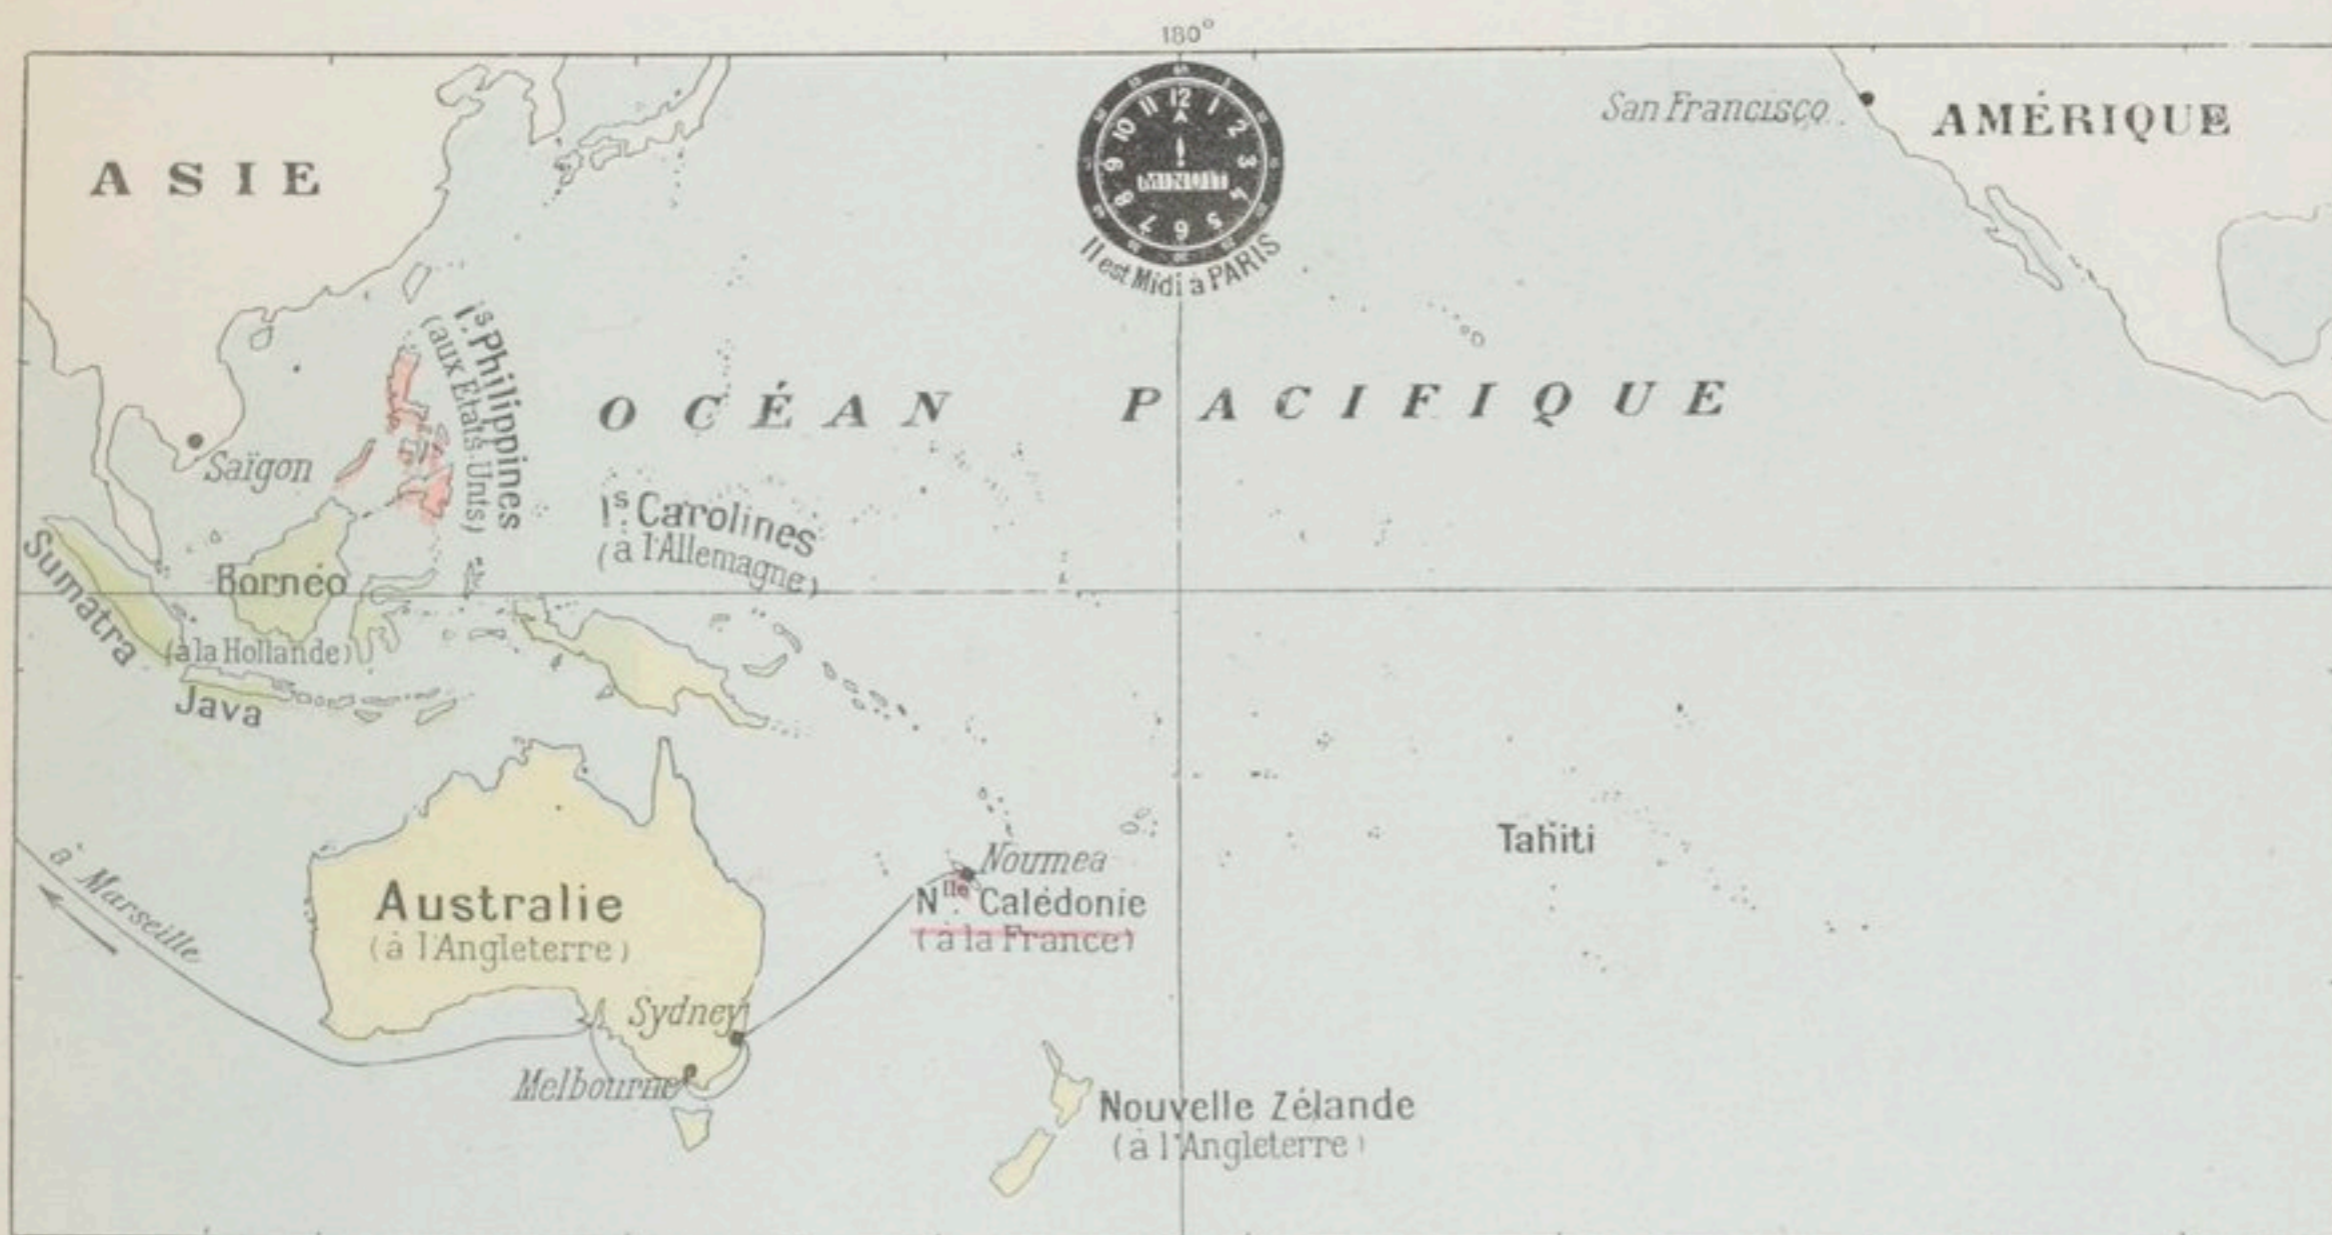 180°
12
1
2
3
4
5
6
7
8
9
10
11
MINUIT
Il est Midi à PARIS
San Francisco
AMÉRIQUE
ASIE
Is. Philippines
(aux Etats-Unis)
OCÉAN PACIFIQUE
Saïgon
Is. Carolines
(à l'Allemagne)
Sumatra
Bornéo
(à la Hollande)
Java
Tahiti
Noumea
Nlle. Calédonie
(à la France)
à Marseille
Australie
(à l'Angleterre)
Sydney
Melbourne
Nouvelle Zélande
(à l'Angleterre)